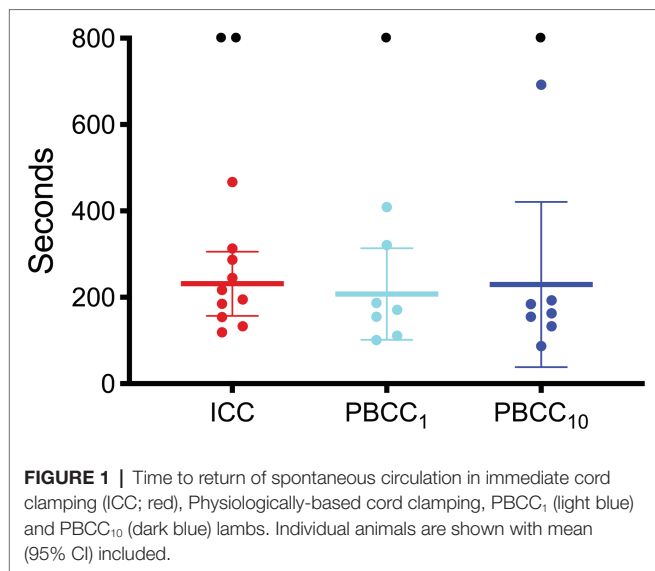 800
600
400
200
0
Seconds
ICC
PBCC₁
PBCC₁₀
FIGURE 1 | Time to return of spontaneous circulation in immediate cord
clamping (ICC; red), Physiologically-based cord clamping, PBCC₁ (light blue)
and PBCC₁₀ (dark blue) lambs. Individual animals are shown with mean
(95% CI) included.